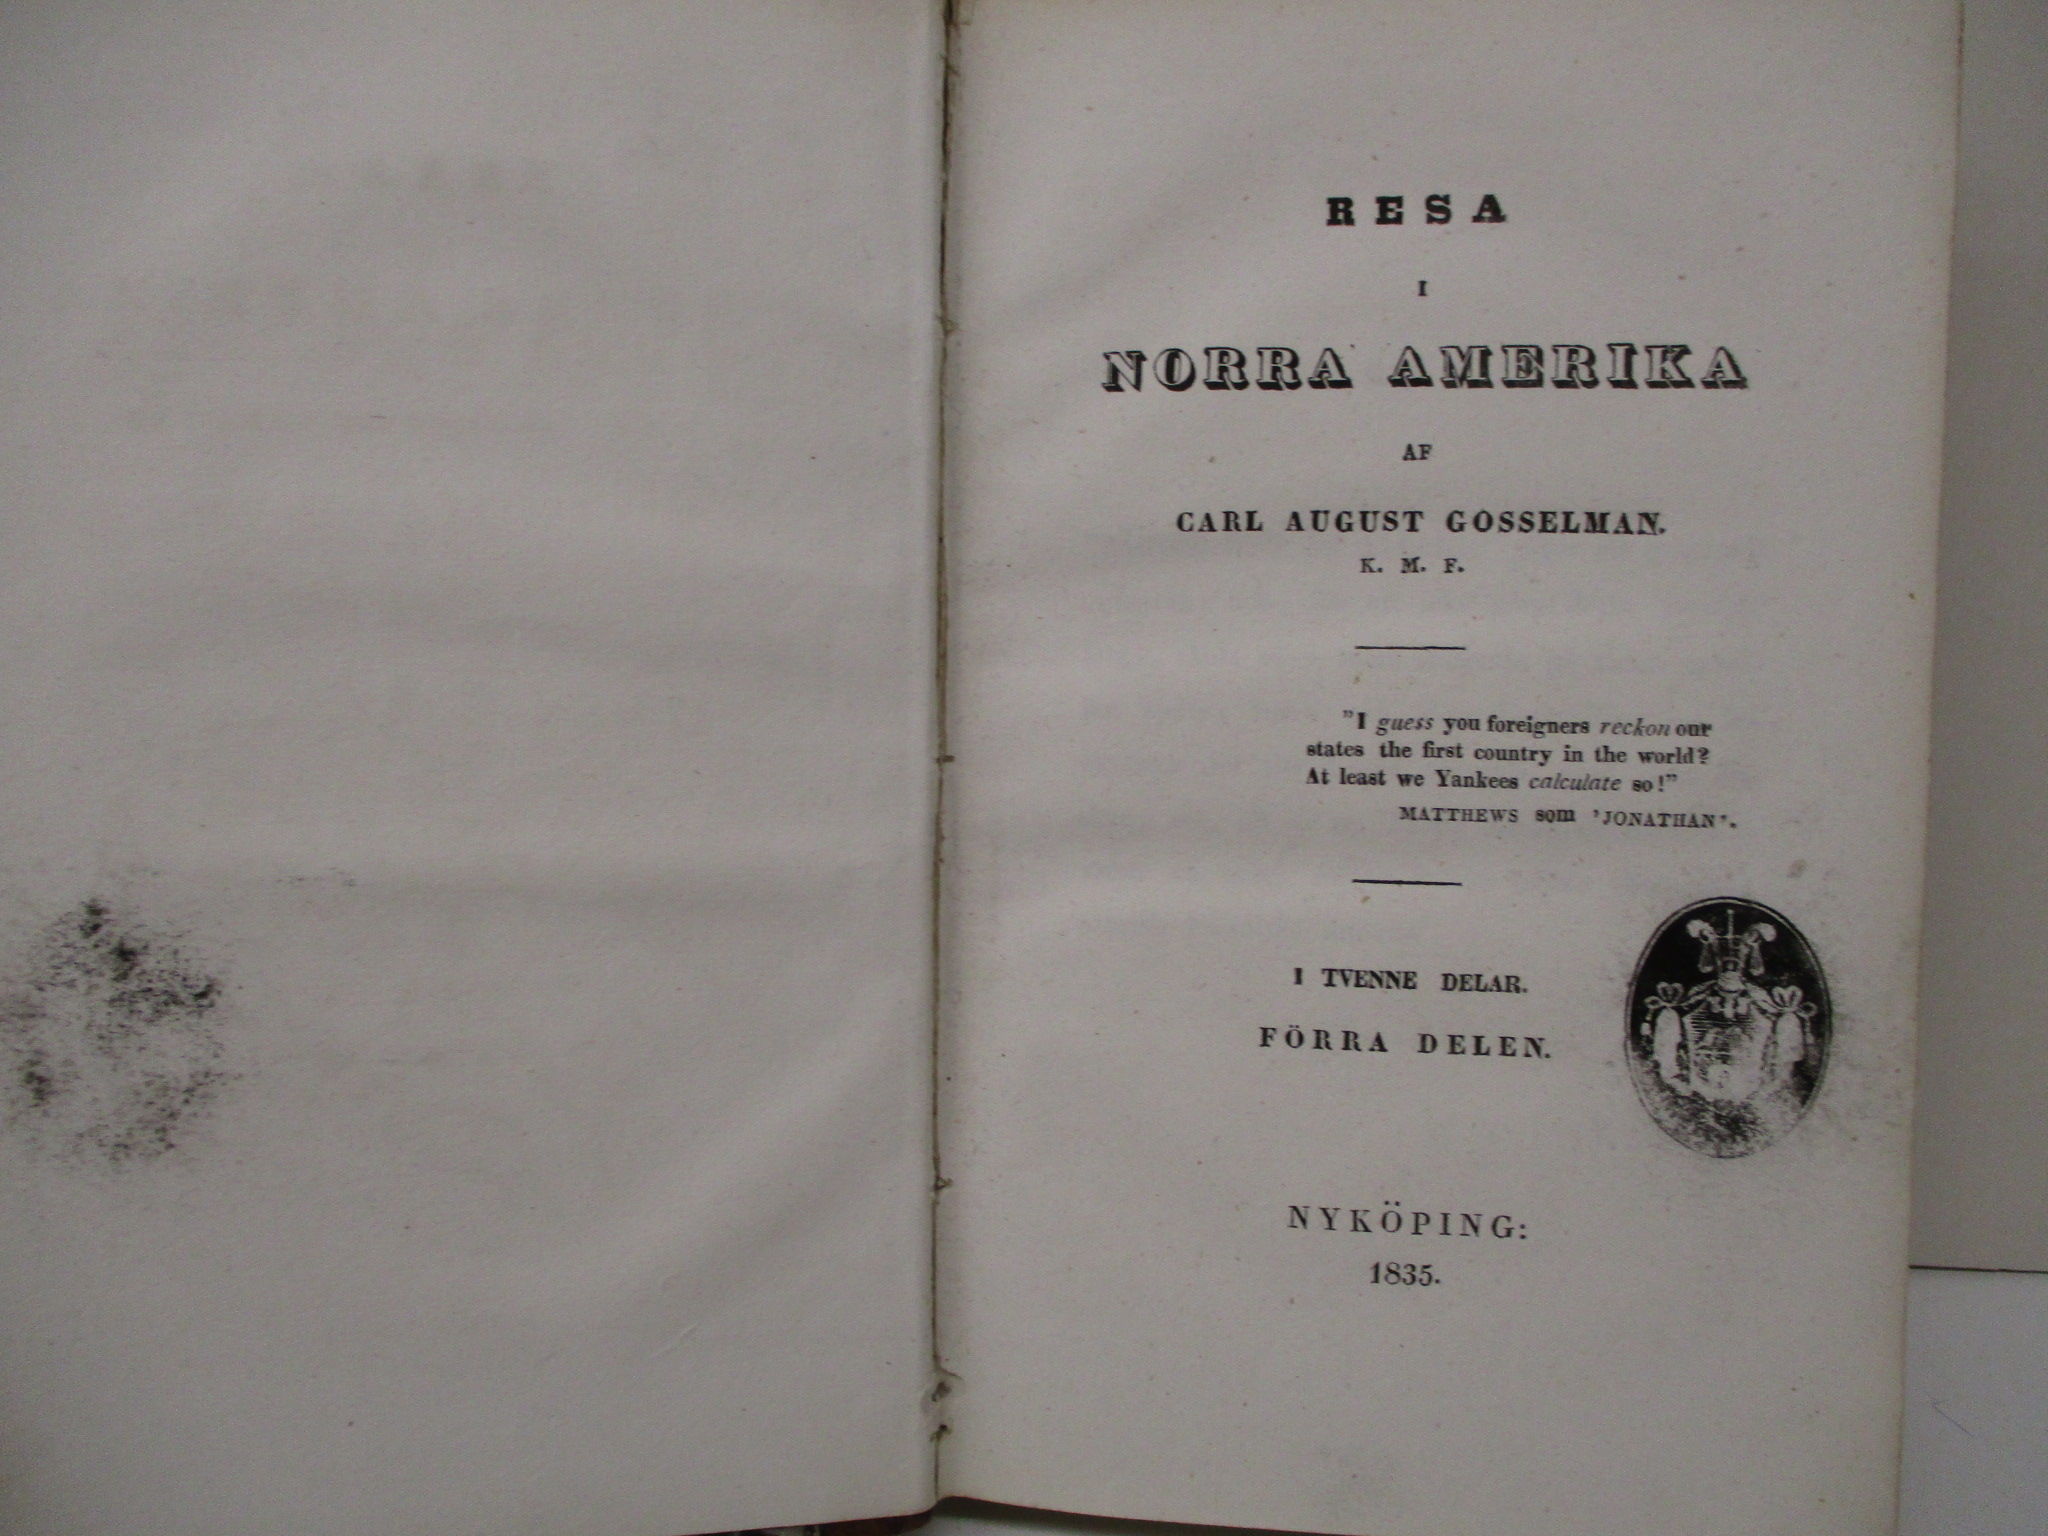 RESA
I
NORRA AMERIKA
AF
CARL AUGUST GOSSELMAN.
K. M. F.
”I guess you foreigners reckon our
states the first country in the world?
At least we Yankees calculate so!”
MATTHEWS som ’JONATHAN’.
I TVENNE DELAR.
FÖRRA DELEN.
NYKÖPING:
1835.